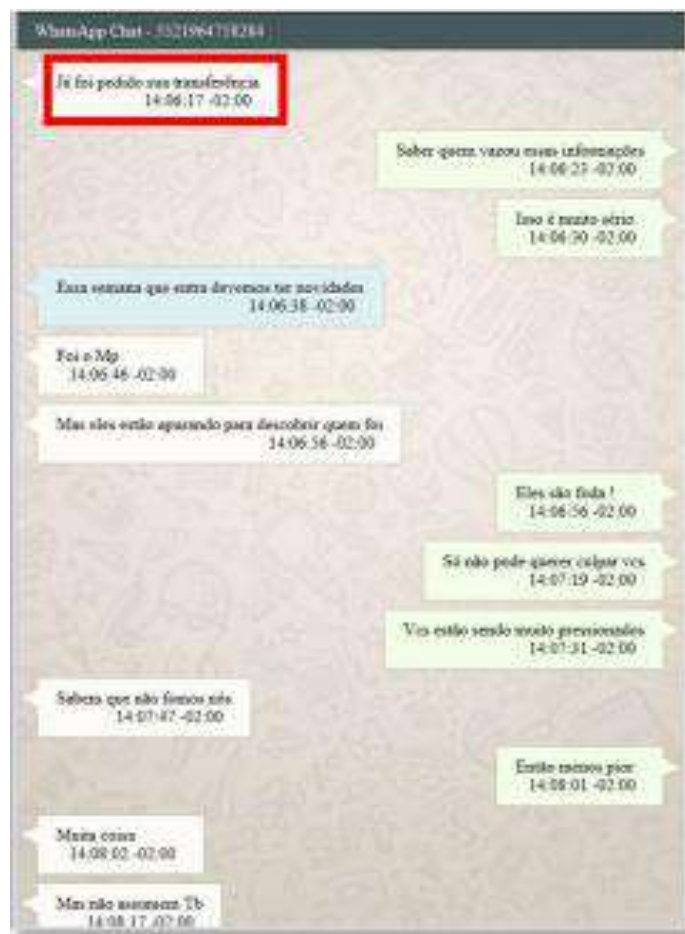 WhatsApp Chat -
Já foi pedido sua transferência
14:06:17 -02:00
Saber quem vazou essas informações
14:06:23 -02:00
Isso é muito sério
14:06:30 -02:00
Essa semana que entra devemos ter novidades
14:06:38 -02:00
Foi o Mp
14:06:46 -02:00
Mas eles estão apurando para descobrir quem foi
14:06:56 -02:00
Eles são foda !
14:06:56 -02:00
Só não pode querer culpar vcs
14:07:19 -02:00
Vcs estão sendo muito pressionados
14:07:31 -02:00
Sabem que não fomos nós
14:07:47 -02:00
Então menos pior
14:08:01 -02:00
Muita coisa
14:08:02 -02:00
Mas não assumem Tb
14:08:17 -02:00